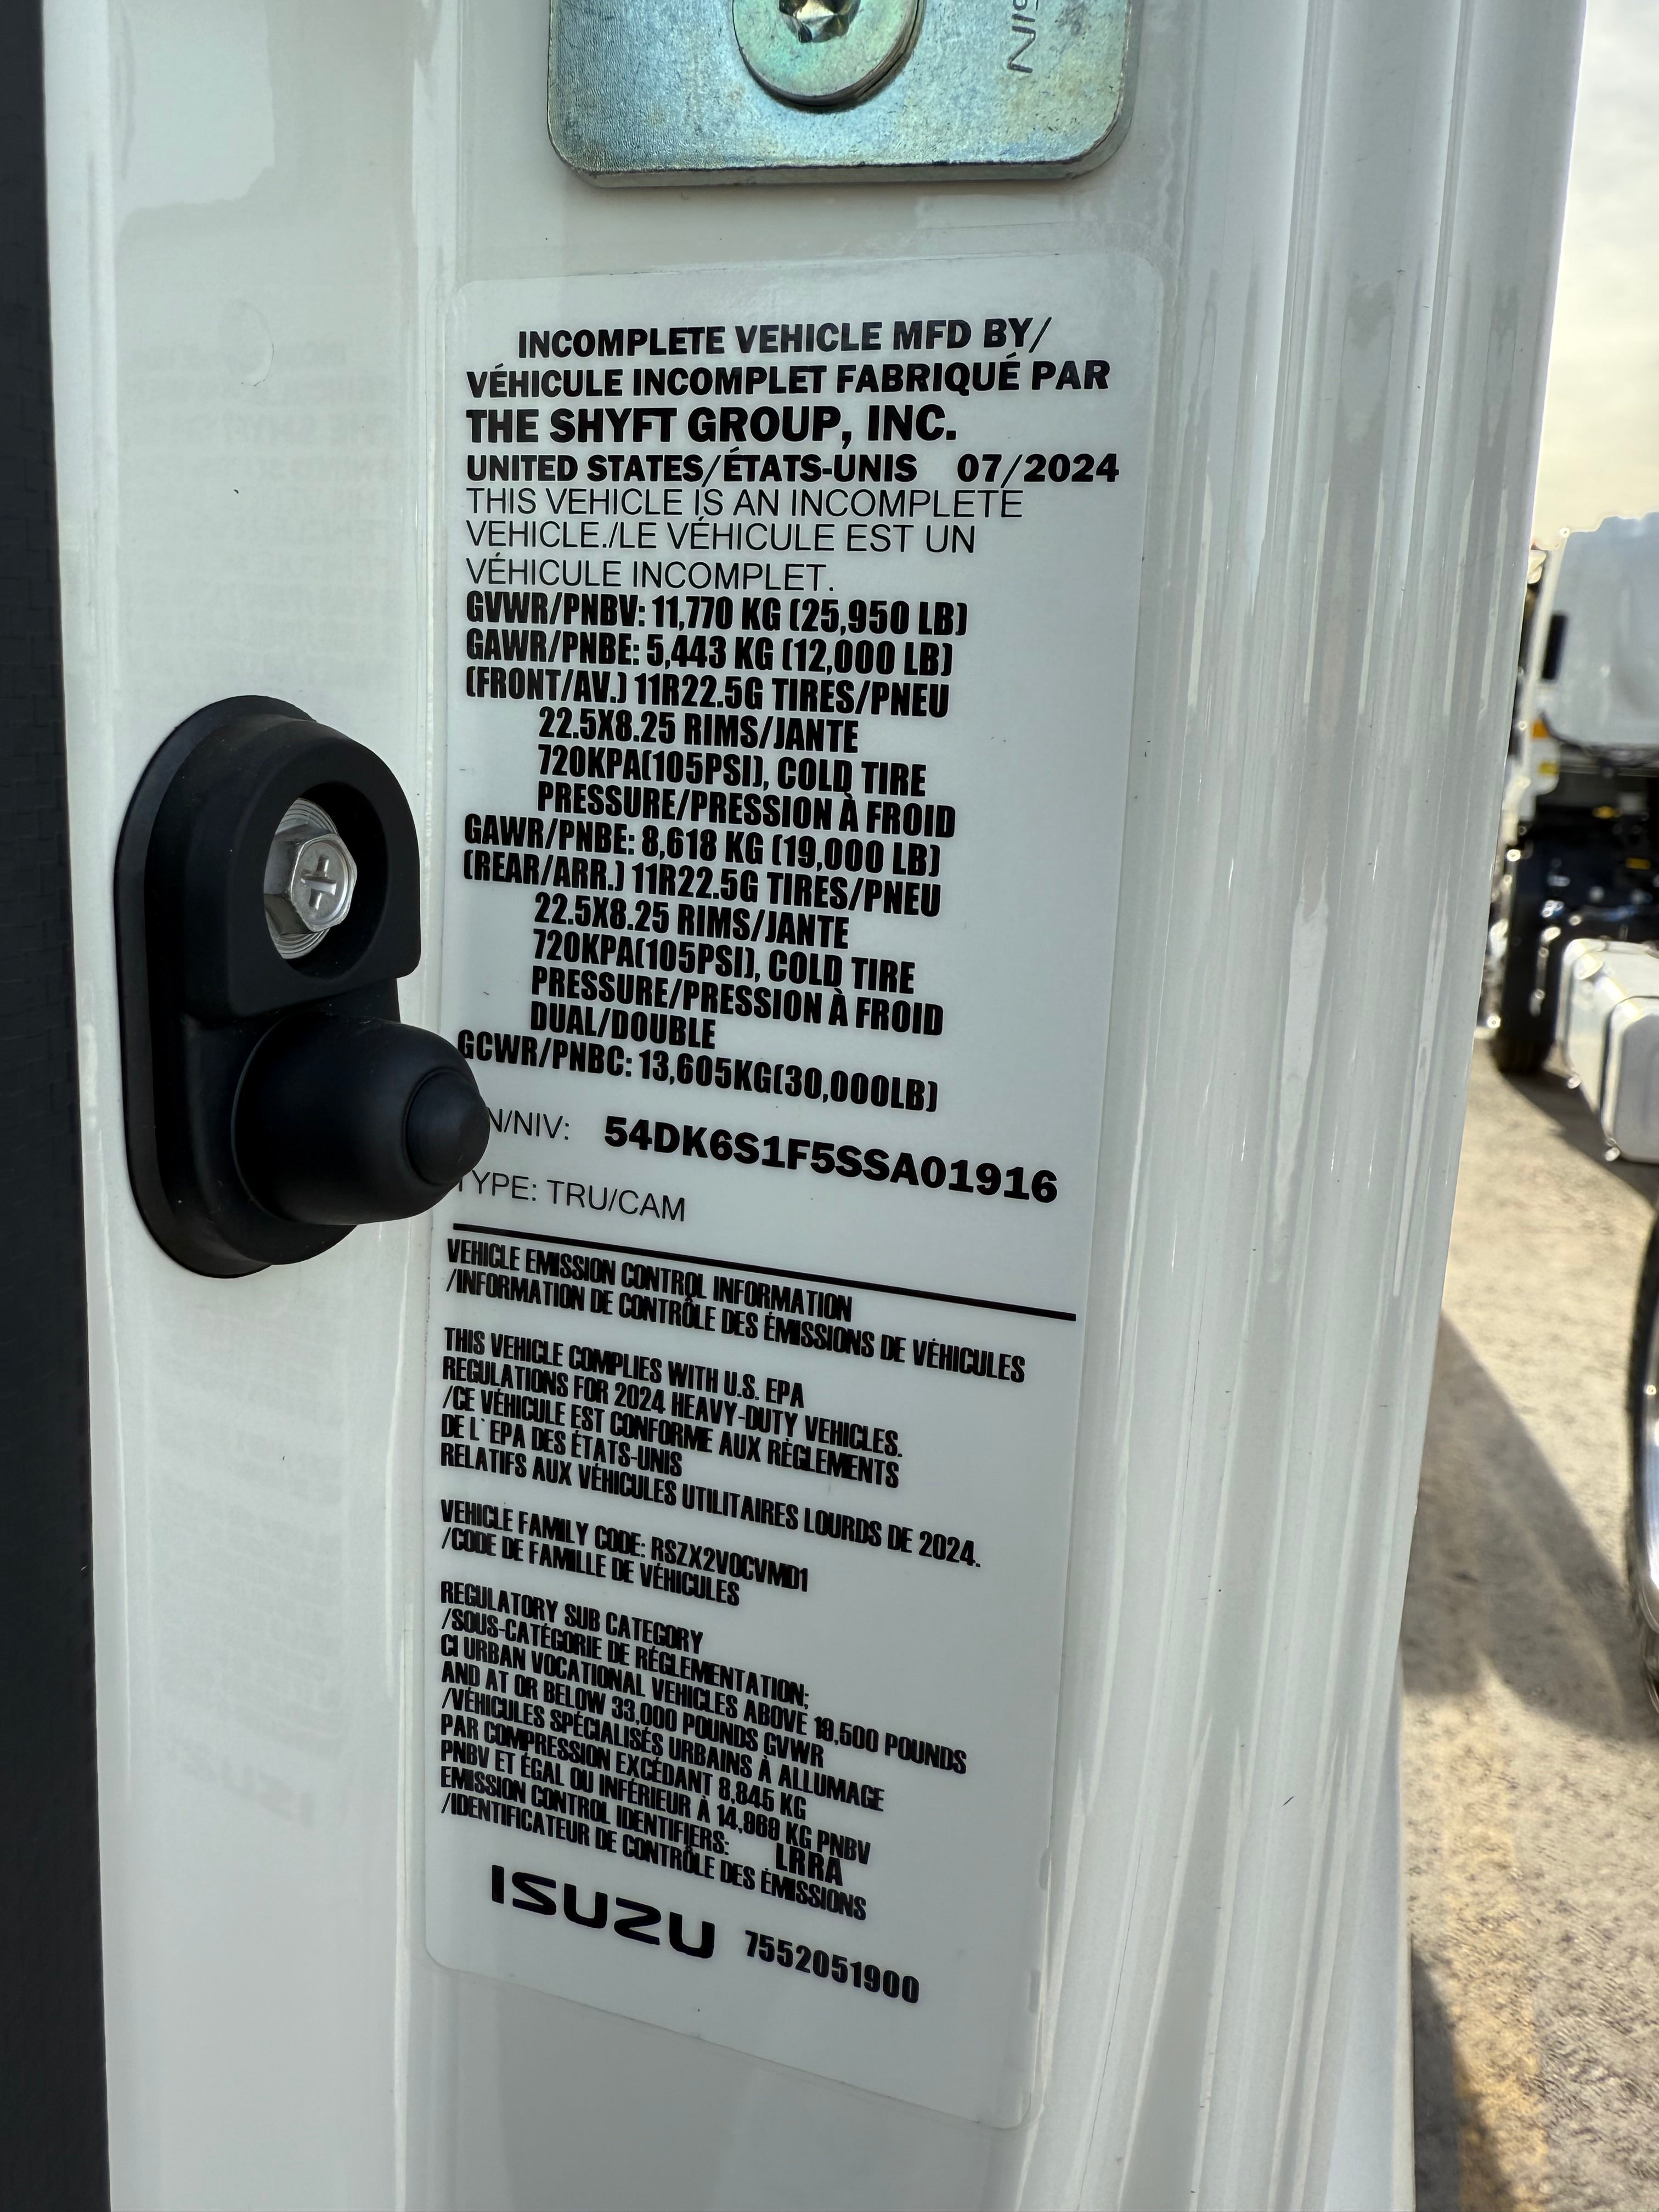 GIN
INCOMPLETE VEHICLE MFD BY/
VÉHICULE INCOMPLET FABRIQUÉ PAR
THE SHYFT GROUP, INC.
UNITED STATES/ÉTATS-UNIS 07/2024
THIS VEHICLE IS AN INCOMPLETE
VEHICLE./LE VÉHICULE EST UN
VÉHICULE INCOMPLET.
GVWR/PNBV: 11,770 KG (25,950 LB)
GAWR/PNBE: 5,443 KG (12,000 LB)
(FRONT/AV.) 11R22.5G TIRES/PNEU
22.5X8.25 RIMS/JANTE
720KPA(105PSI), COLD TIRE
PRESSURE/PRESSION À FROID
GAWR/PNBE: 8,618 KG (19,000 LB)
(REAR/ARR.) 11R22.5G TIRES/PNEU
22.5X8.25 RIMS/JANTE
720KPA(105PSI), COLD TIRE
PRESSURE/PRESSION À FROID
DUAL/DOUBLE
GCWR/PNBC: 13,605KG(30,000LB)
N/NIV: 54DK6S1F5SSA01916
TYPE: TRU/CAM
VEHICLE EMISSION CONTROL INFORMATION
/INFORMATION DE CONTRÔLE DES ÉMISSIONS DE VÉHICULES
THIS VEHICLE COMPLIES WITH U.S. EPA
REGULATIONS FOR 2024 HEAVY-DUTY VEHICLES.
/CE VÉHICULE EST CONFORME AUX RÈGLEMENTS
DE L`EPA DES ÉTATS-UNIS
RELATIFS AUX VÉHICULES UTILITAIRES LOURDS DE 2024.
VEHICLE FAMILY CODE: RSZX2VOCVMD1
/CODE DE FAMILLE DE VÉHICULES
REGULATORY SUB CATEGORY
/SOUS-CATÉGORIE DE RÉGLEMENTATION:
CI URBAN VOCATIONAL VEHICLES ABOVE 19,500 POUNDS
AND AT OR BELOW 33,000 POUNDS GVWR
/VÉHICULES SPÉCIALISÉS URBAINS À ALLUMAGE
PAR COMPRESSION EXCÉDANT 8,845 KG
PNBV ET ÉGAL OU INFÉRIEUR À 14,969 KG PNBV
EMISSION CONTROL IDENTIFIERS: LRRA
/IDENTIFICATEUR DE CONTRÔLE DES ÉMISSIONS
ISUZU 7552051900